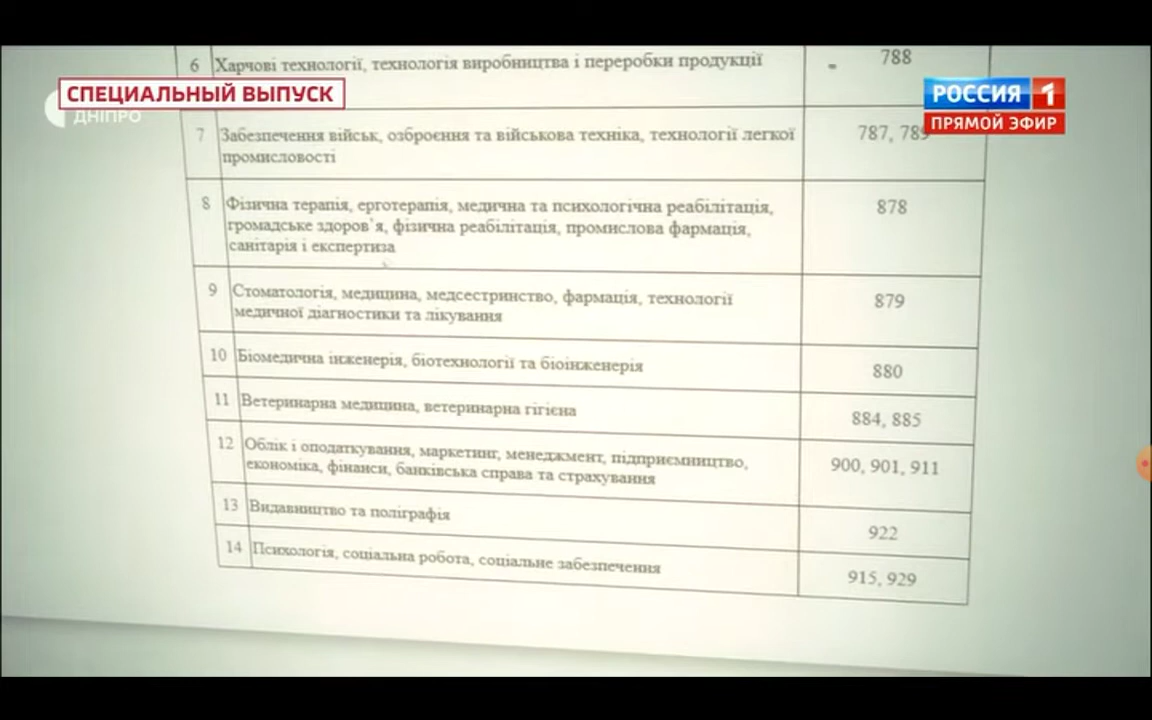 6 Харчові технології, технологія виробництва і переробки продукції 788
СПЕЦИАЛЬНЫЙ ВЫПУСК
ДНІПРО
РОССИЯ 1
ПРЯМОЙ ЭФИР
7 Забезпечення військ, озброєння та військова техніка, технології легкої 787, 789
промисловості
8 Фізична терапія, ерготерапія, медична та психологічна реабілітація, 878
громадське здоров`я, фізична реабілітація, промислова фармація,
санітарія і експертиза
9 Стоматологія, медицина, медсестринство, фармація, технології 879
медичної діагностики та лікування
10 Біомедична інженерія, біотехнології та біоінженерія 880
11 Ветеринарна медицина, ветеринарна гігієна 884, 885
12 Облік і оподаткування, маркетинг, менеджмент, підприємництво, 900, 901, 911
економіка, фінанси, банківська справа та страхування
13 Видавництво та поліграфія 922
14 Психологія, соціальна робота, соціальне забезпечення 915, 929